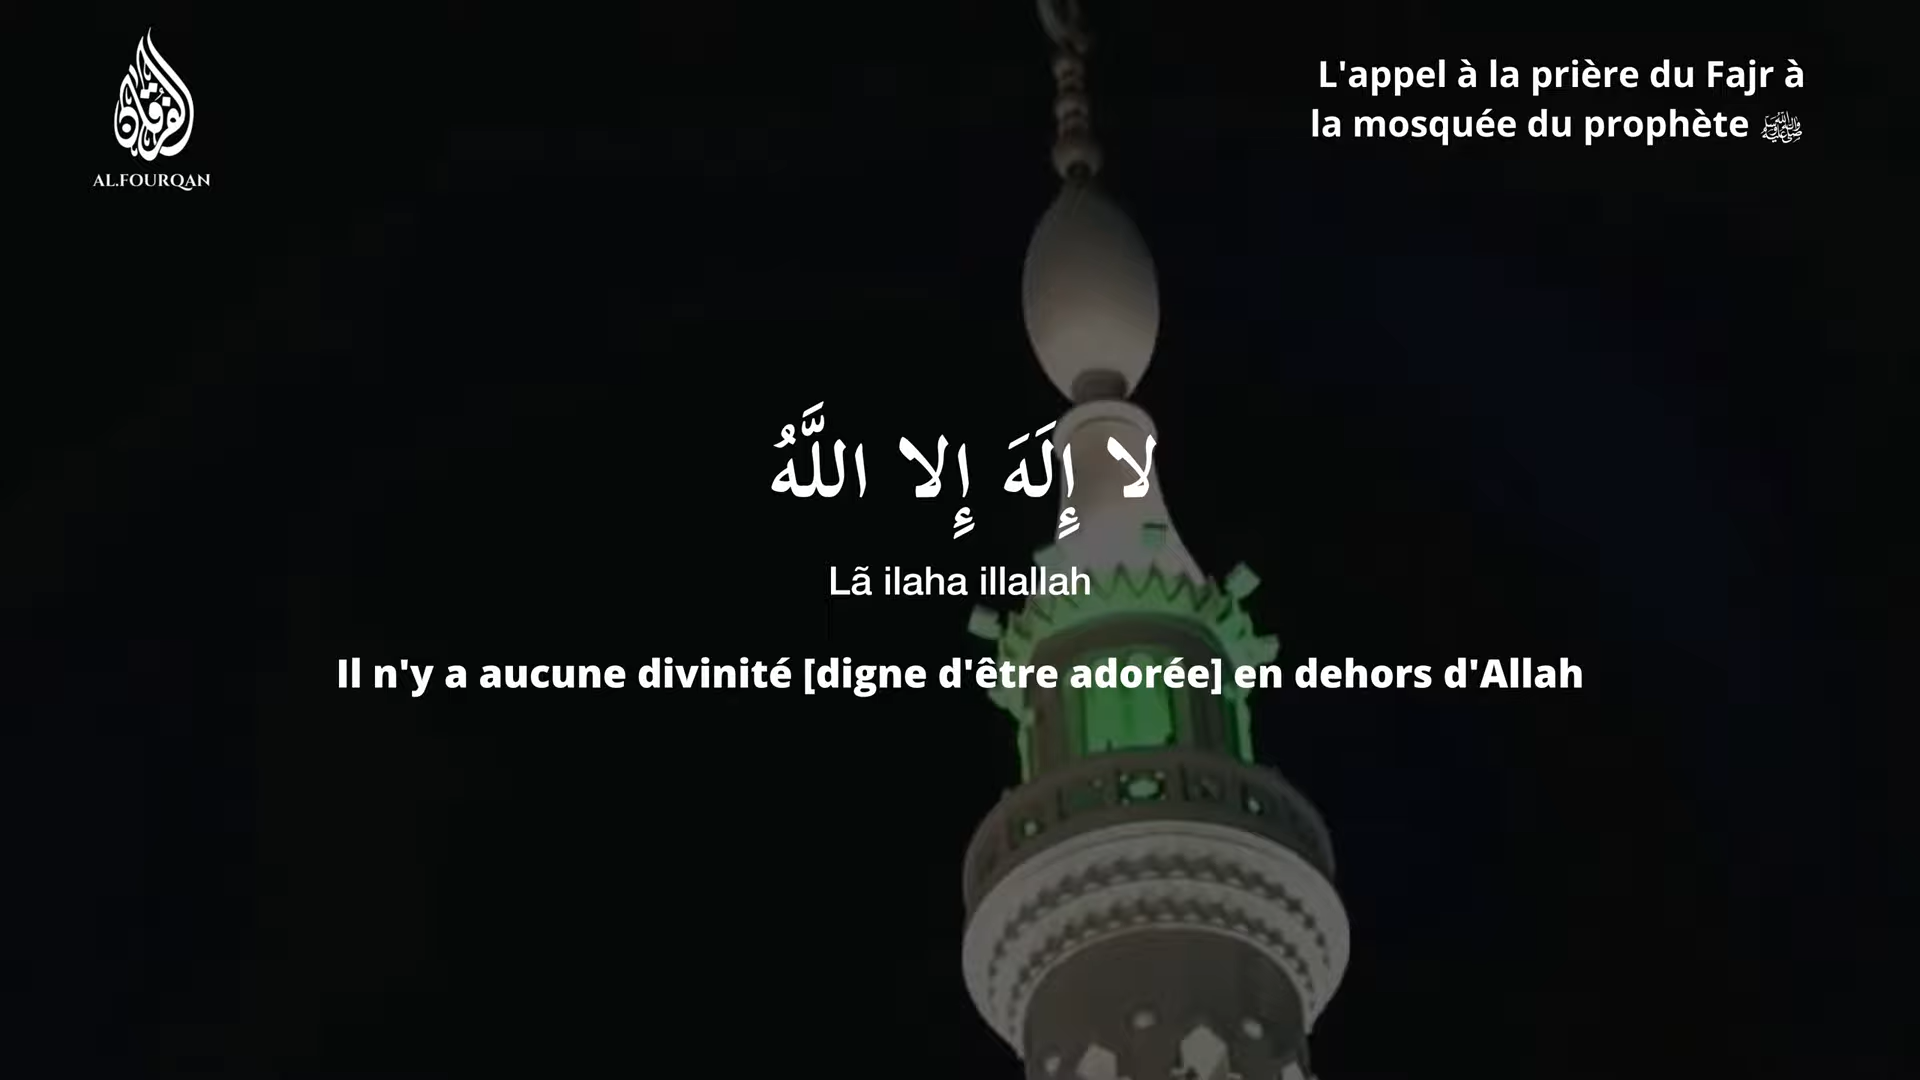 الفرقان
AL.FOURQAN
L'appel à la prière du Fajr à
la mosquée du prophète ﷺ
لا إِلَهَ إِلا اللَّهُ
Lã ilaha illallah
Il n'y a aucune divinité [digne d'être adorée] en dehors d'Allah